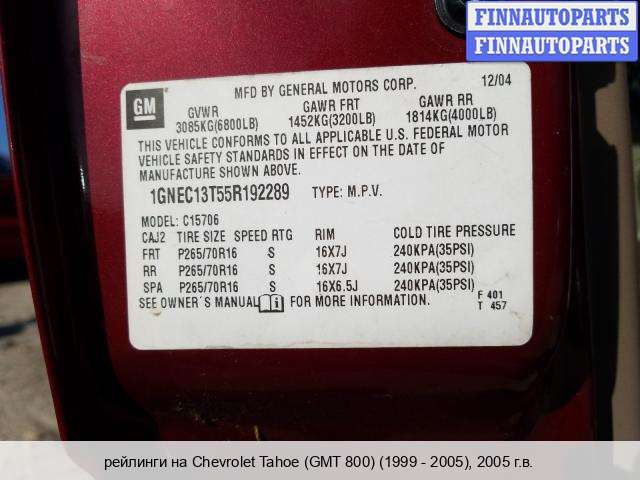 FINNAUTOPARTS
FINNAUTOPARTS
GM
MFD BY GENERAL MOTORS CORP. 12/04
GVWR GAWR FRT GAWR RR
3085KG(6800LB) 1452KG(3200LB) 1814KG(4000LB)
THIS VEHICLE CONFORMS TO ALL APPLICABLE U.S. FEDERAL MOTOR
VEHICLE SAFETY STANDARDS IN EFFECT ON THE DATE OF
MANUFACTURE SHOWN ABOVE.
1GNEC13T55R192289 TYPE: M.P.V.
MODEL: C15706
CAJ2 TIRE SIZE SPEED RTG RIM COLD TIRE PRESSURE
FRT P265/70R16 S 16X7J 240KPA(35PSI)
RR P265/70R16 S 16X7J 240KPA(35PSI)
SPA P265/70R16 S 16X6.5J 240KPA(35PSI)
SEE OWNER'S MANUAL FOR MORE INFORMATION.
F 401
T 457
рейлинги на Chevrolet Tahoe (GMT 800) (1999 - 2005), 2005 г.в.